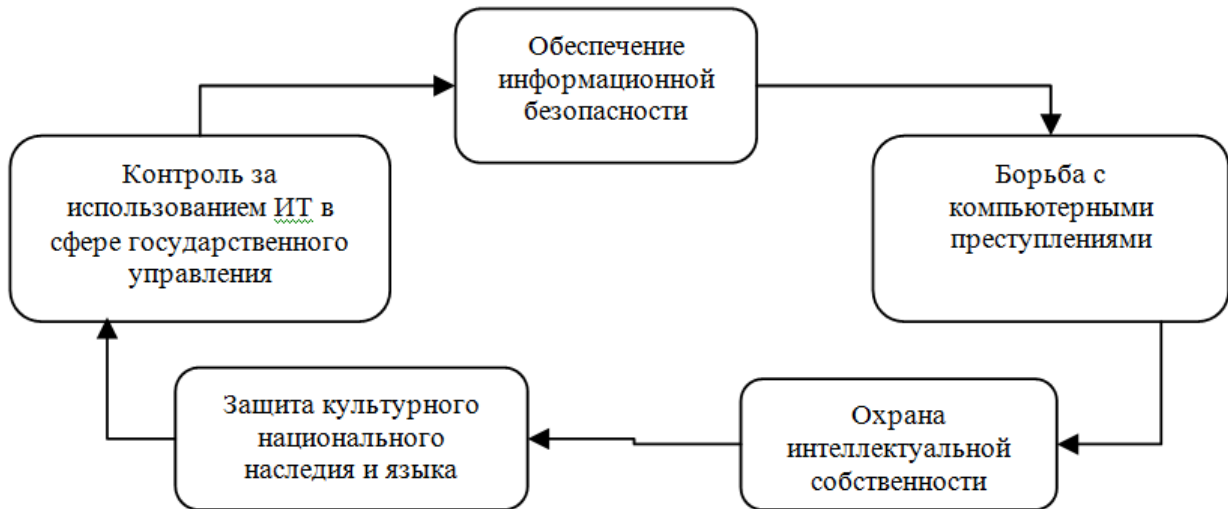 Обеспечение
информационной
безопасности
Контроль за
использованием ИТ в
сфере государственного
управления
Борьба с
компьютерными
преступлениями
Защита культурного
национального
наследия и языка
Охрана
интеллектуальной
собственности